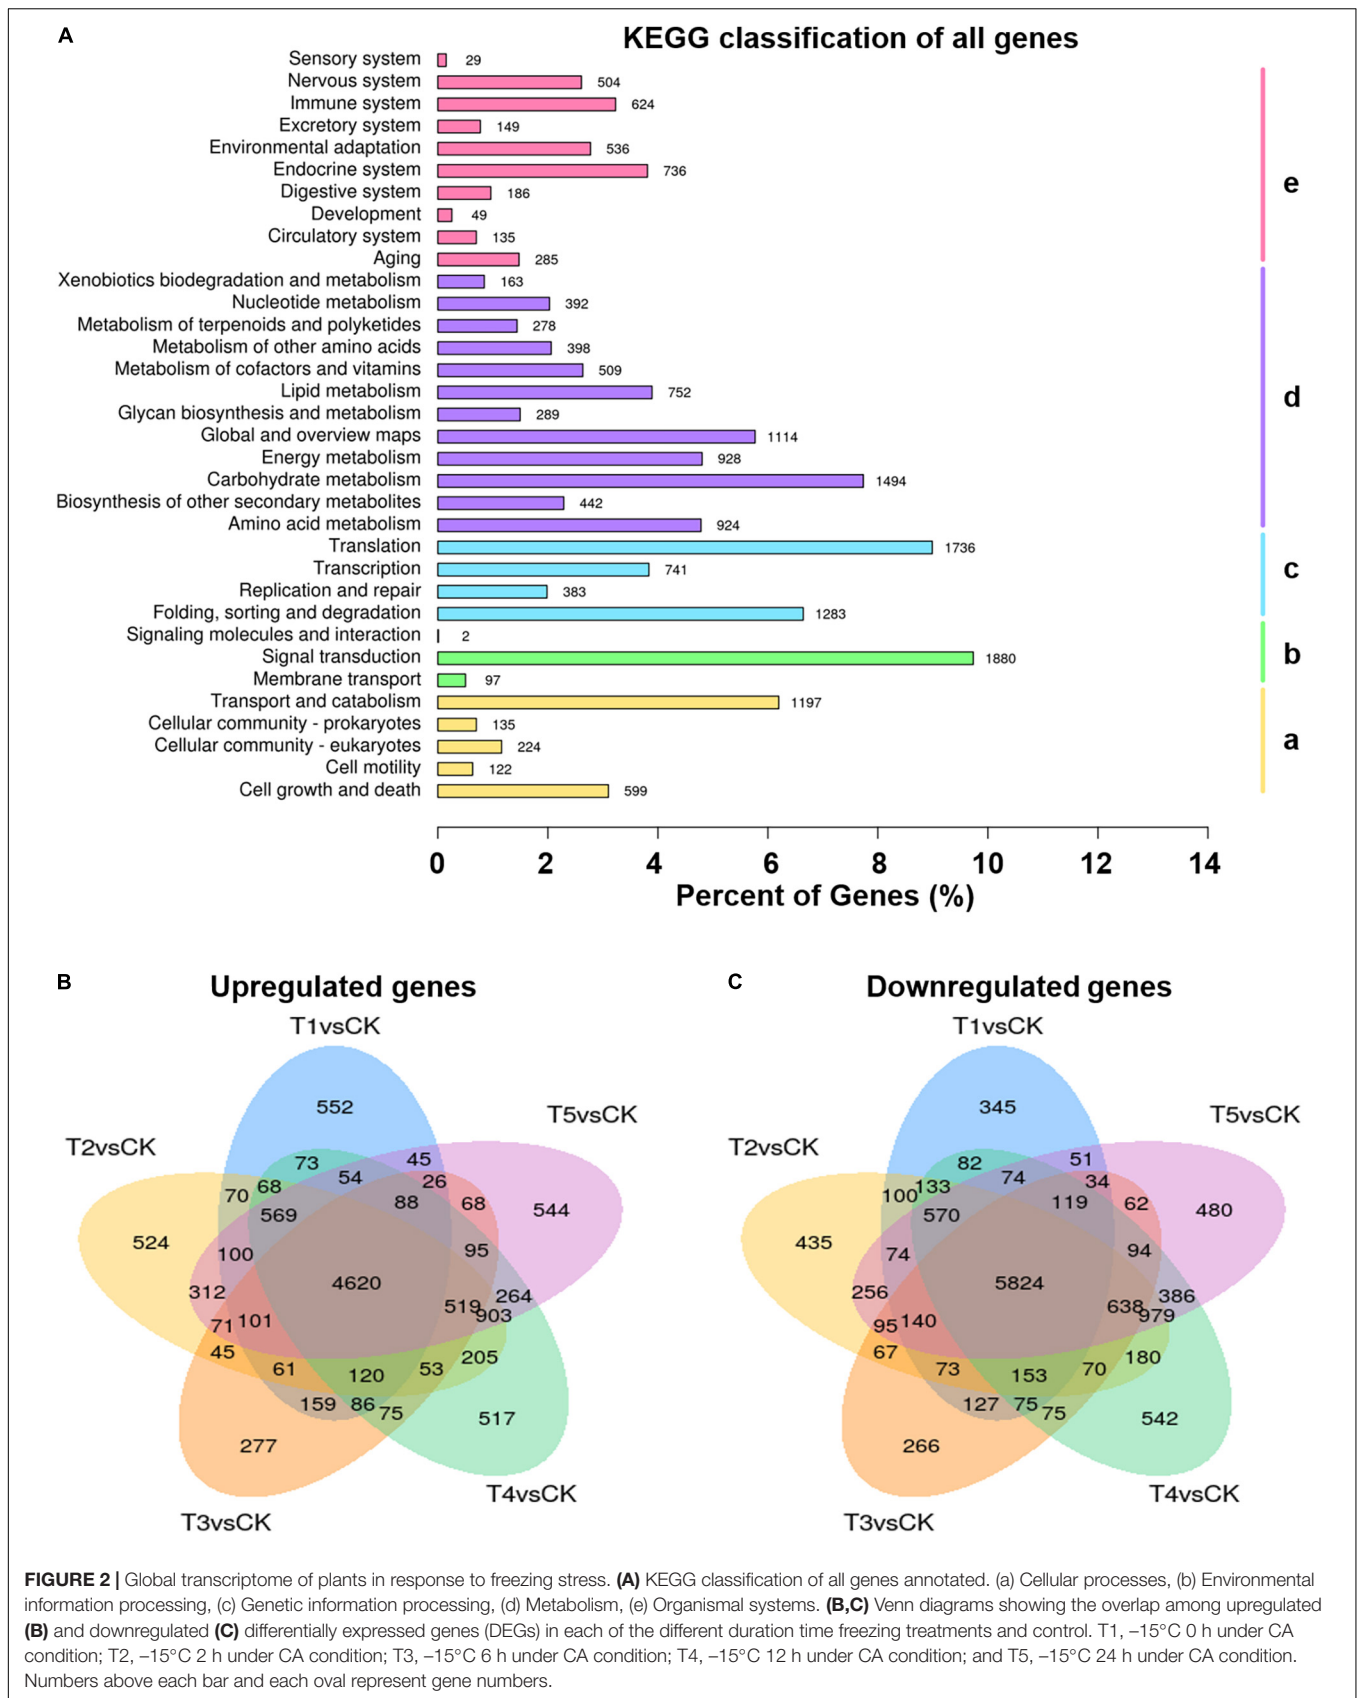 A
KEGG classification of all genes
Sensory system 29
Nervous system 504
Immune system 624
Excretory system 149
Environmental adaptation 536
Endocrine system 736
Digestive system 186
Development 49
Circulatory system 135
Aging 285
e
Xenobiotics biodegradation and metabolism 163
Nucleotide metabolism 392
Metabolism of terpenoids and polyketides 278
Metabolism of other amino acids 398
Metabolism of cofactors and vitamins 509
Lipid metabolism 752
Glycan biosynthesis and metabolism 289
Global and overview maps 1114
Energy metabolism 928
Carbohydrate metabolism 1494
Biosynthesis of other secondary metabolites 442
Amino acid metabolism 924
d
Translation 1736
Transcription 741
Replication and repair 383
Folding, sorting and degradation 1283
c
Signaling molecules and interaction 2
Signal transduction 1880
Membrane transport 97
b
Transport and catabolism 1197
Cellular community - prokaryotes 135
Cellular community - eukaryotes 224
Cell motility 122
Cell growth and death 599
a
0 2 4 6 8 10 12 14
Percent of Genes (%)
B
Upregulated genes
T1vsCK
T5vsCK
T2vsCK
552
73
45
54
26
70
68
88
68
544
569
524
100
95
4620
312
264
519
903
71
101
45
61
205
53
120
159
86
75
517
277
T4vsCK
T3vsCK
C
Downregulated genes
T1vsCK
T5vsCK
T2vsCK
345
82
51
74
34
100
133
119
62
480
570
435
74
94
5824
256
386
638
979
95
140
67
73
180
70
153
127
75
75
542
266
T4vsCK
T3vsCK
FIGURE 2 | Global transcriptome of plants in response to freezing stress. (A) KEGG classification of all genes annotated. (a) Cellular processes, (b) Environmental
information processing, (c) Genetic information processing, (d) Metabolism, (e) Organismal systems. (B,C) Venn diagrams showing the overlap among upregulated
(B) and downregulated (C) differentially expressed genes (DEGs) in each of the different duration time freezing treatments and control. T1, –15°C 0 h under CA
condition; T2, –15°C 2 h under CA condition; T3, –15°C 6 h under CA condition; T4, –15°C 12 h under CA condition; and T5, –15°C 24 h under CA condition.
Numbers above each bar and each oval represent gene numbers.